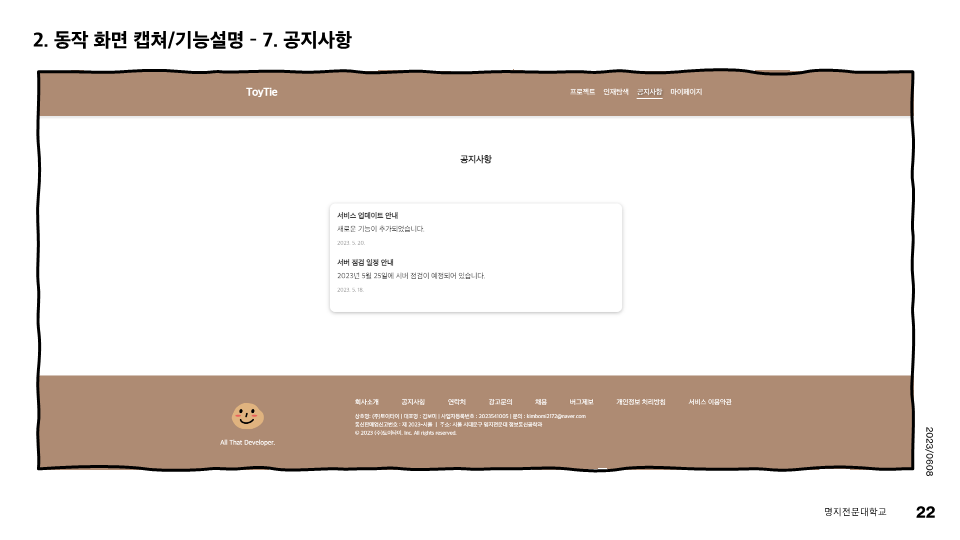 2. 동작 화면 캡쳐/기능설명 - 7. 공지사항
ToyTie
프로젝트 인재탐색 공지사항 마이페이지
공지사항
서비스 업데이트 안내
새로운 기능이 추가되었습니다.
2023. 5. 20.
서버 점검 일정 안내
2023년 5월 25일에 서버 점검이 예정되어 있습니다.
2023. 5. 18.
회사소개 공지사항 연락처 광고문의 채용 버그제보 개인정보 처리방침 서비스 이용약관
상호명: (주)토이타이 | 대표명 : 김보미 | 사업자등록번호 : 2023541005 | 문의 : kimbomi2172@naver.com
통신판매업신고번호 : 제 2023-서울 | 주소: 서울 서대문구 명지전문대 정보통신공학과
© 2023 (주)토이타이. Inc. All rights reserved.
All That Developer.
2023/0608
명지전문대학교
22